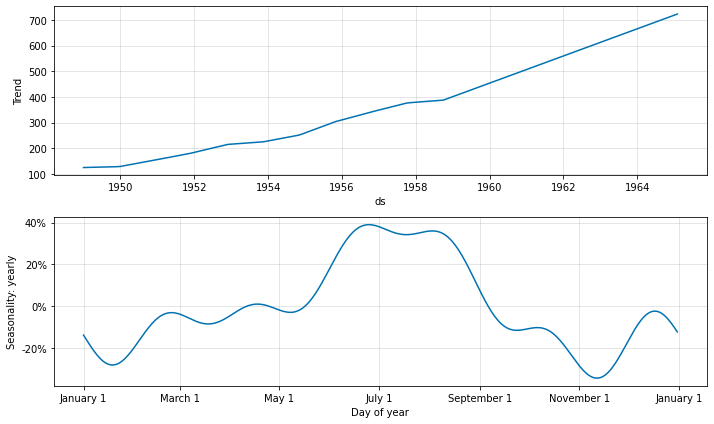 700
600
500
400
300
200
100
Trend
1950 1952 1954 1956 1958 1960 1962 1964
ds
40%
20%
0%
-20%
Seasonality: yearly
January 1 March 1 May 1 July 1 September 1 November 1 January 1
Day of year